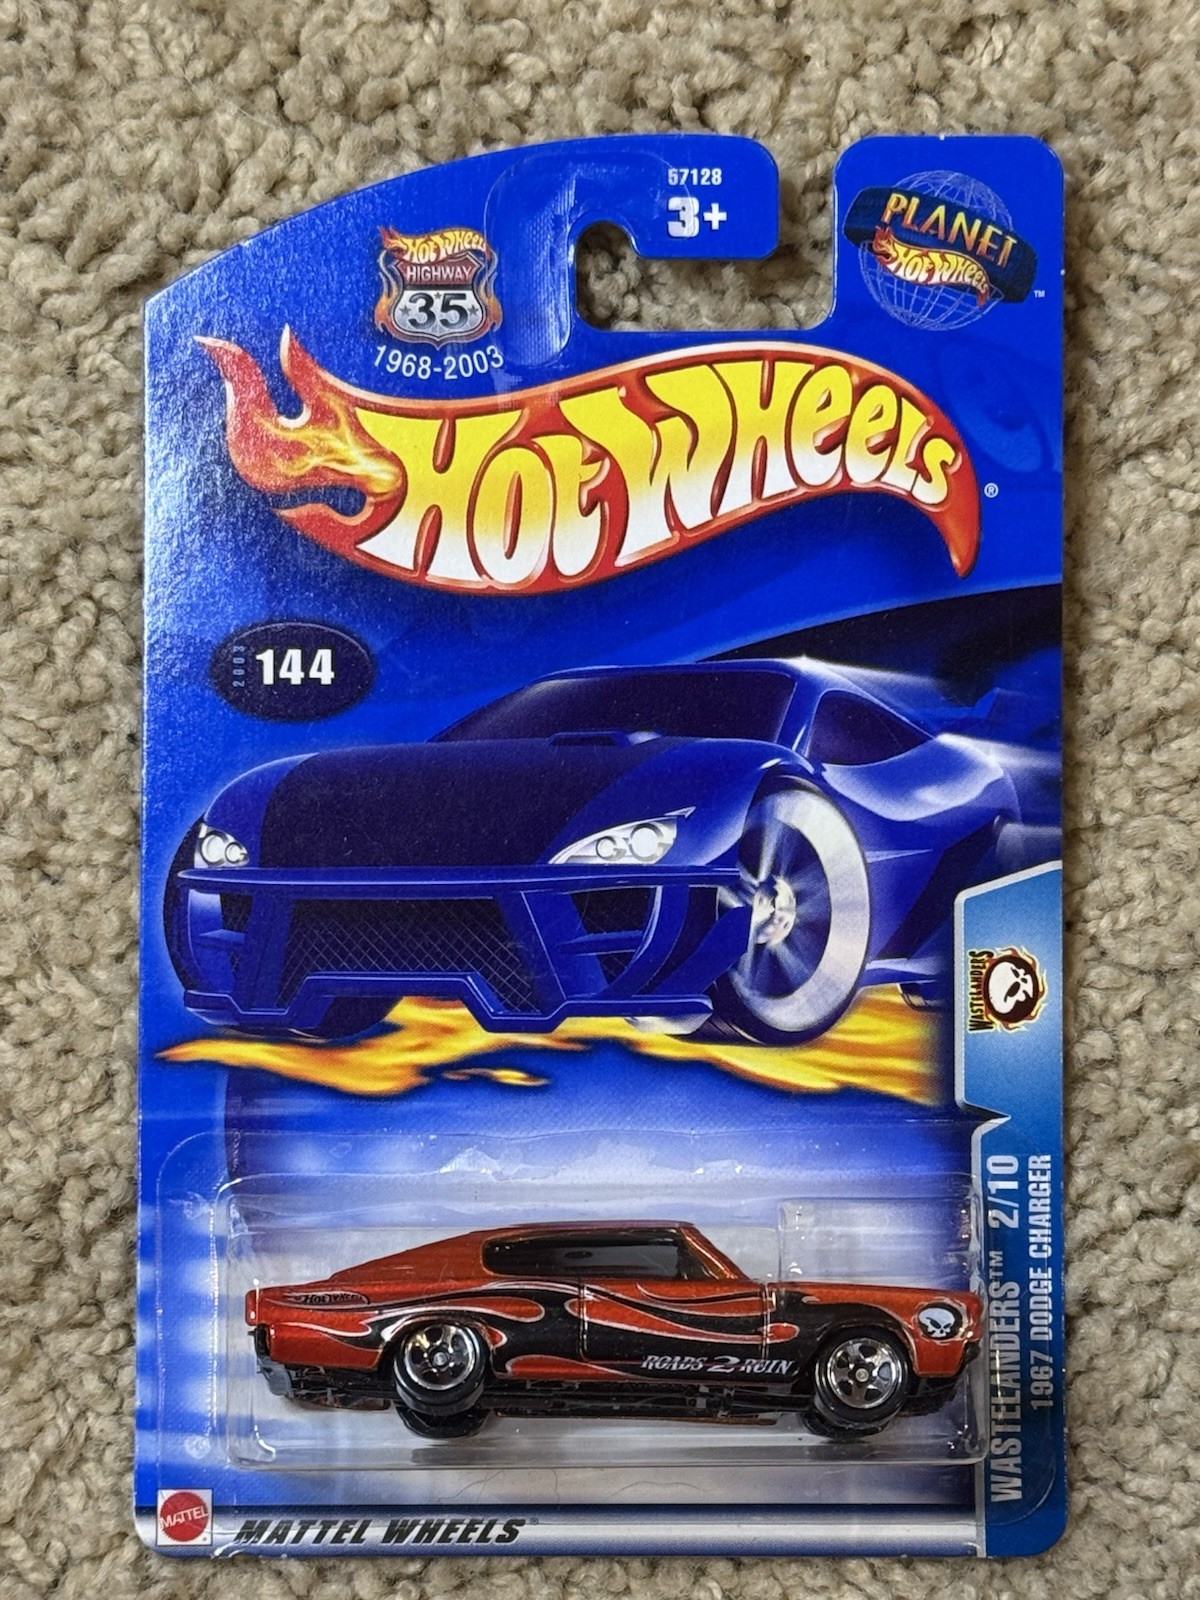 57128
3+
PLANET
HOT WHEELS
™
HOT WHEELS
HIGHWAY
35
1968-2003
HOT WHEELS®
2003
144
WASTELANDERS
WASTELANDERS™ 2/10
1967 DODGE CHARGER
HOT WHEELS
ROADS 2 RUIN
MATTEL
MATTEL WHEELS®